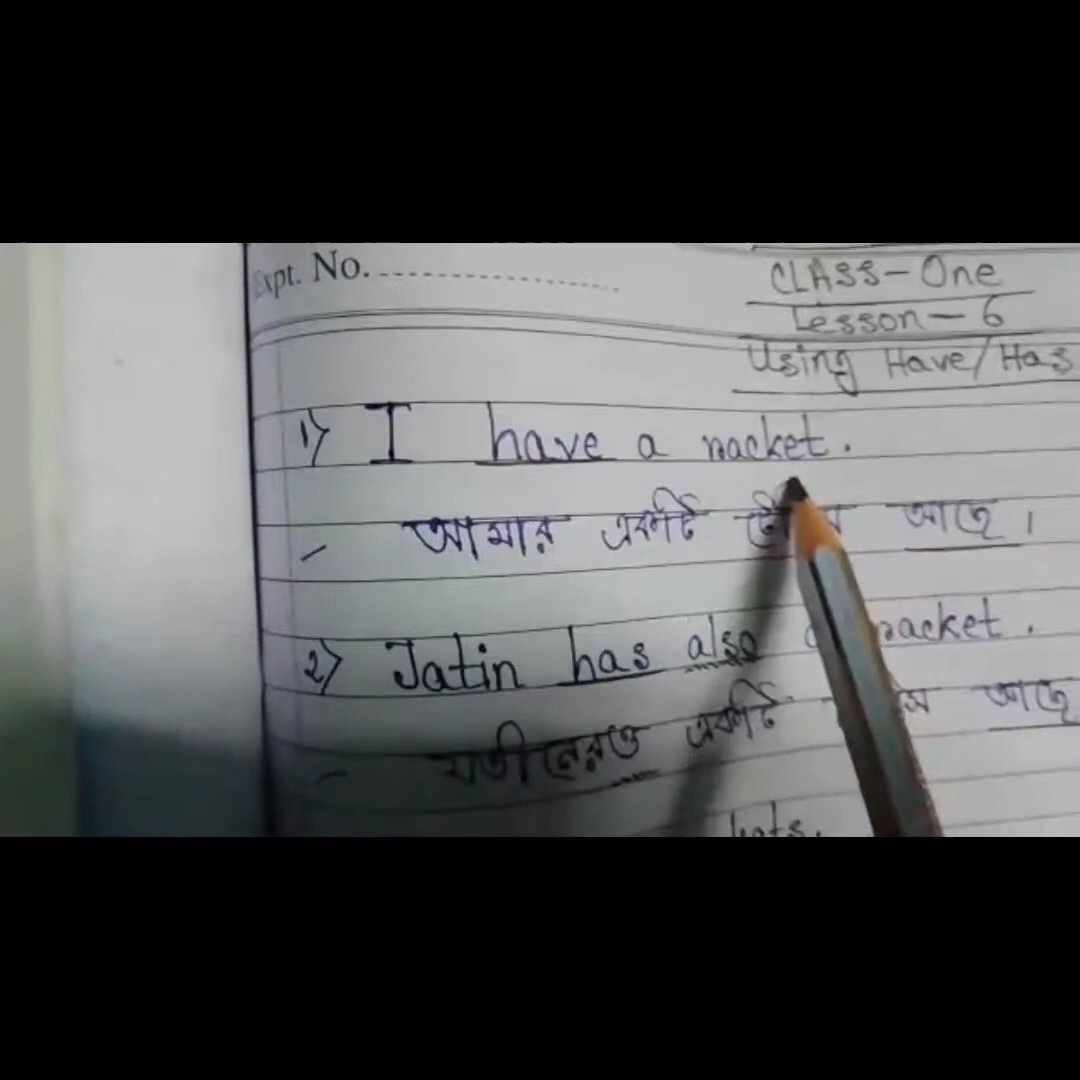 Expt. No.
CLASS-One
Lesson-6
Using Have/Has
1) I have a racket.
- আমার একটি আছে।
2) Jatin has also racket.
- যতীনেরও একটি আছে